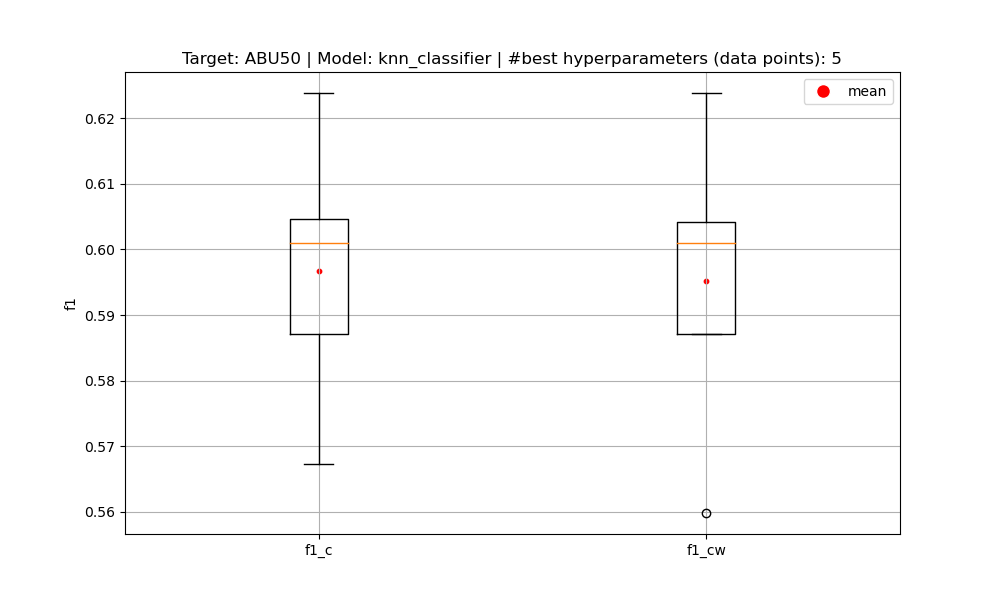 Target: ABU50 | Model: knn_classifier | #best hyperparameters (data points): 5
mean
0.62
0.61
0.60
0.59
0.58
0.57
0.56
f1
f1_c
f1_cw